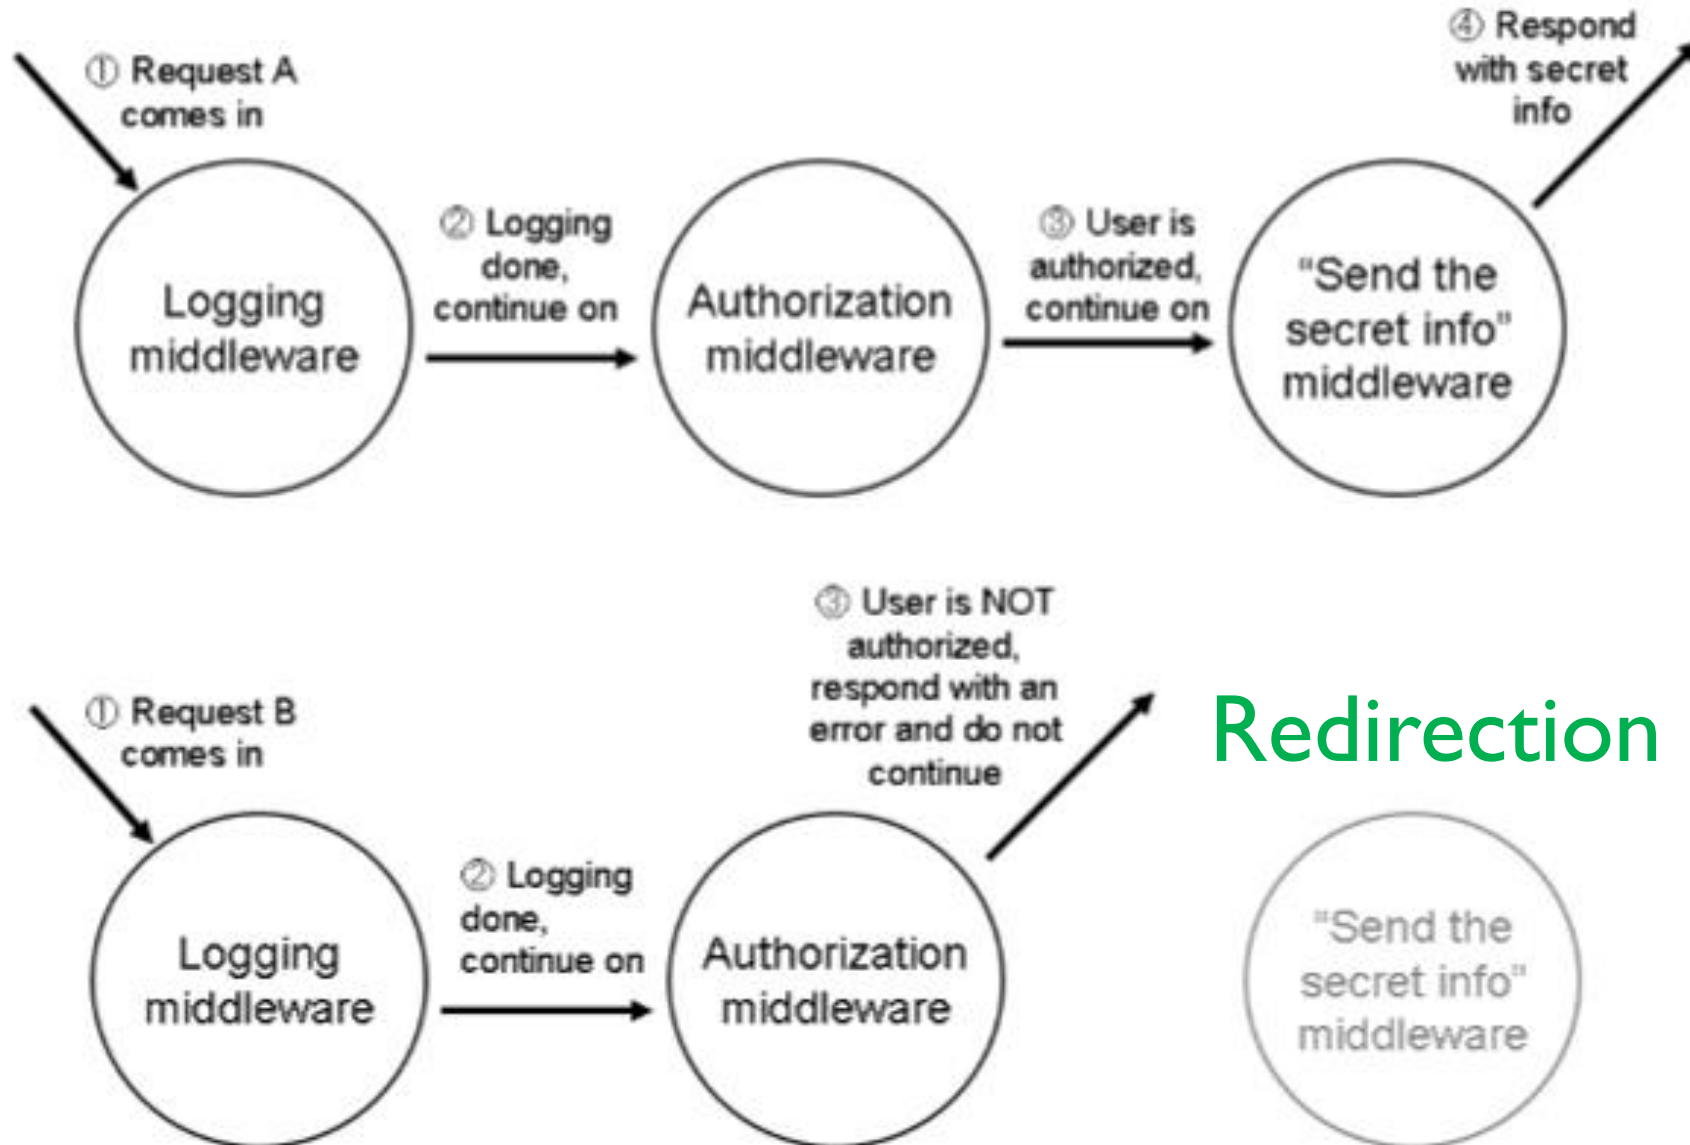 ① Request A
comes in
② Logging
done,
continue on
③ User is
authorized,
continue on
④ Respond
with secret
info
Logging
middleware
Authorization
middleware
“Send the
secret info”
middleware
① Request B
comes in
② Logging
done,
continue on
③ User is NOT
authorized,
respond with an
error and do not
continue
Redirection
Logging
middleware
Authorization
middleware
“Send the
secret info”
middleware